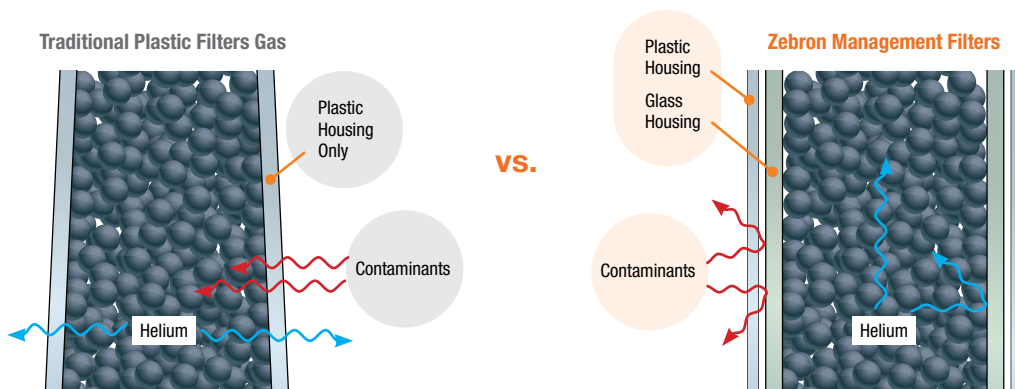 Traditional Plastic Filters Gas
Plastic
Housing
Only
Contaminants
Helium
vs.
Zebron Management Filters
Plastic
Housing
Glass
Housing
Contaminants
Helium